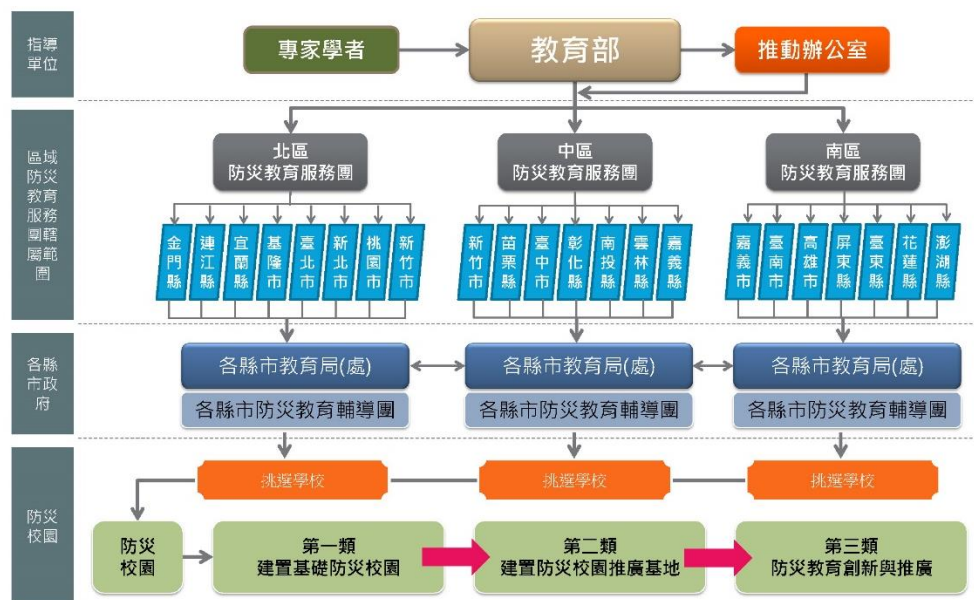 指導
單位
專家學者
教育部
推動辦公室
區域
防災
教育
服務
團轄
屬範
圍
北區
防災教育服務團
中區
防災教育服務團
南區
防災教育服務團
金門縣
連江縣
宜蘭縣
基隆市
臺北市
新北市
桃園市
新竹市
新竹市
苗栗縣
臺中市
彰化縣
南投縣
雲林縣
嘉義縣
嘉義市
臺南市
高雄市
屏東縣
臺東縣
花蓮縣
澎湖縣
各縣
市政
府
各縣市教育局(處)
各縣市教育局(處)
各縣市教育局(處)
各縣市防災教育輔導團
各縣市防災教育輔導團
各縣市防災教育輔導團
防災
校園
挑選學校
挑選學校
挑選學校
防災
校園
第一類
建置基礎防災校園
第二類
建置防災校園推廣基地
第三類
防災教育創新與推廣